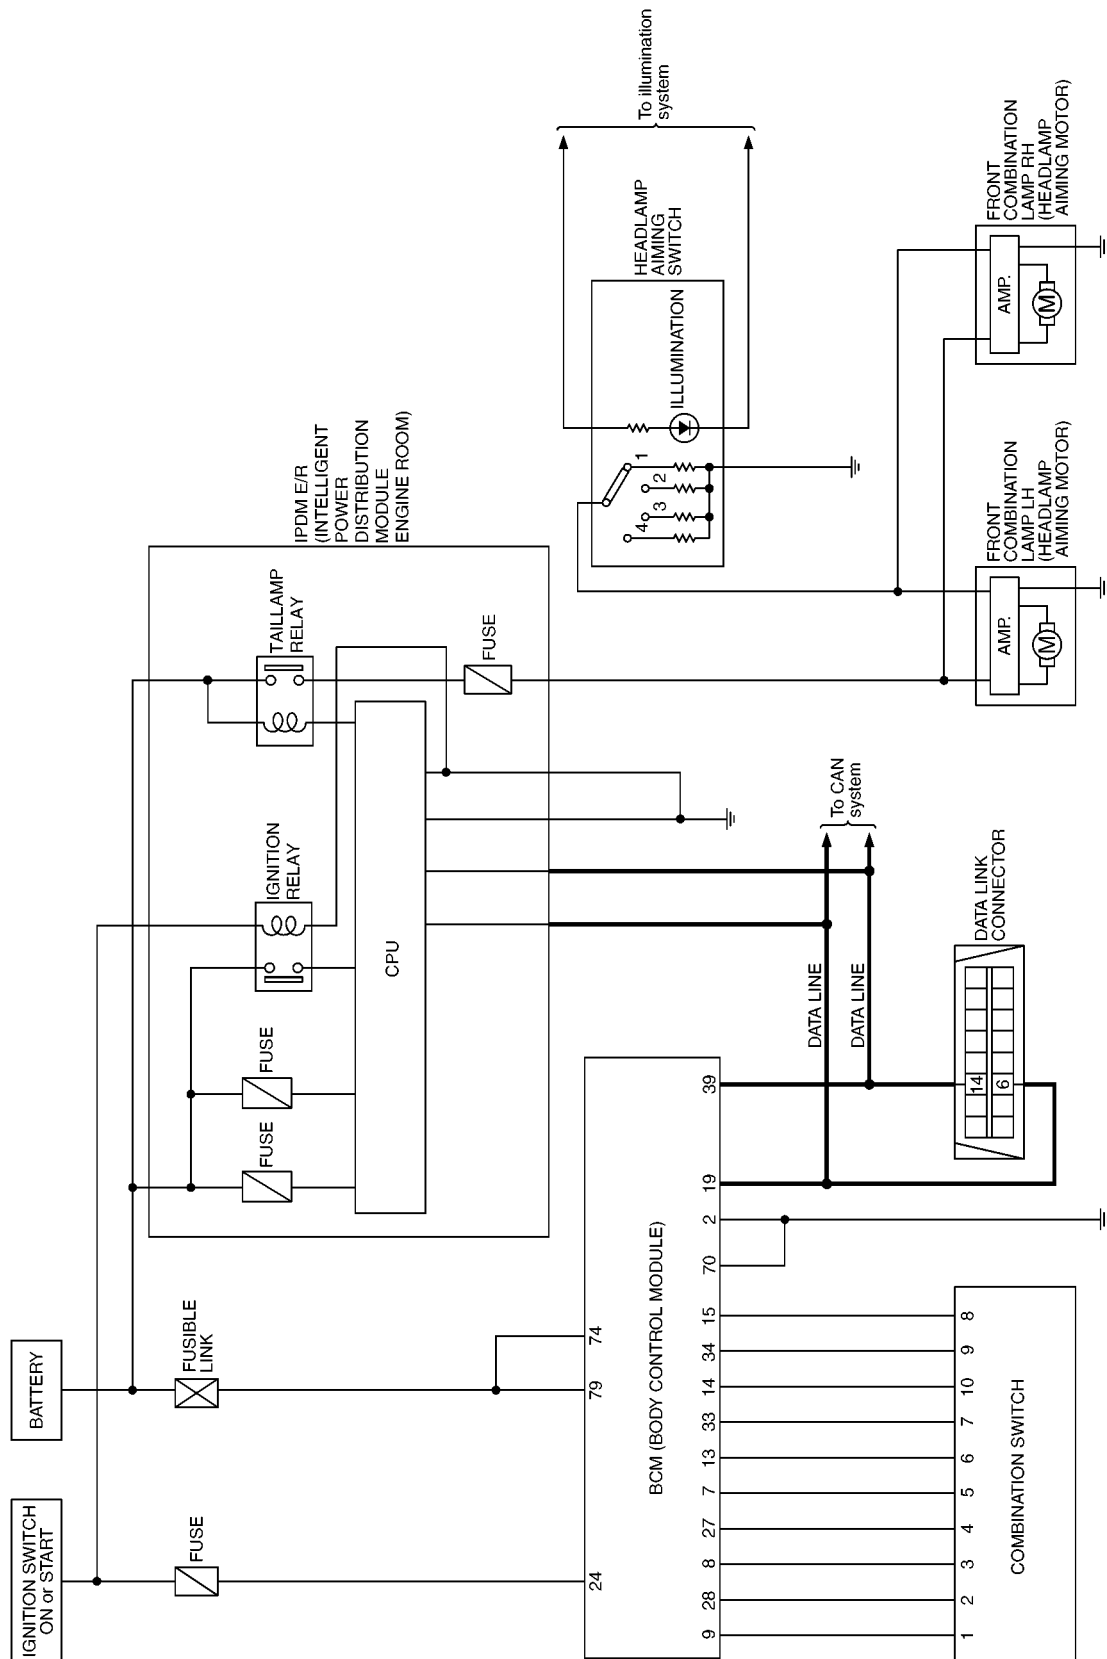 IGNITION SWITCH
ON or START
BATTERY
FUSE
FUSIBLE
LINK
IPDM E/R
(INTELLIGENT
POWER
DISTRIBUTION
MODULE
ENGINE ROOM)
FUSE
FUSE
IGNITION
RELAY
TAILLAMP
RELAY
CPU
FUSE
24
79
74
BCM (BODY CONTROL MODULE)
9
28
8
27
7
13
33
14
34
15
70
2
19
39
1
2
3
4
5
6
7
10
9
8
COMBINATION SWITCH
DATA LINE
DATA LINE
To CAN
system
DATA LINK
CONNECTOR
14
6
To illumination
system
HEADLAMP
AIMING
SWITCH
ILLUMINATION
4
3
2
1
AMP.
M
FRONT
COMBINATION
LAMP LH
(HEADLAMP
AIMING MOTOR)
AMP.
M
FRONT
COMBINATION
LAMP RH
(HEADLAMP
AIMING MOTOR)